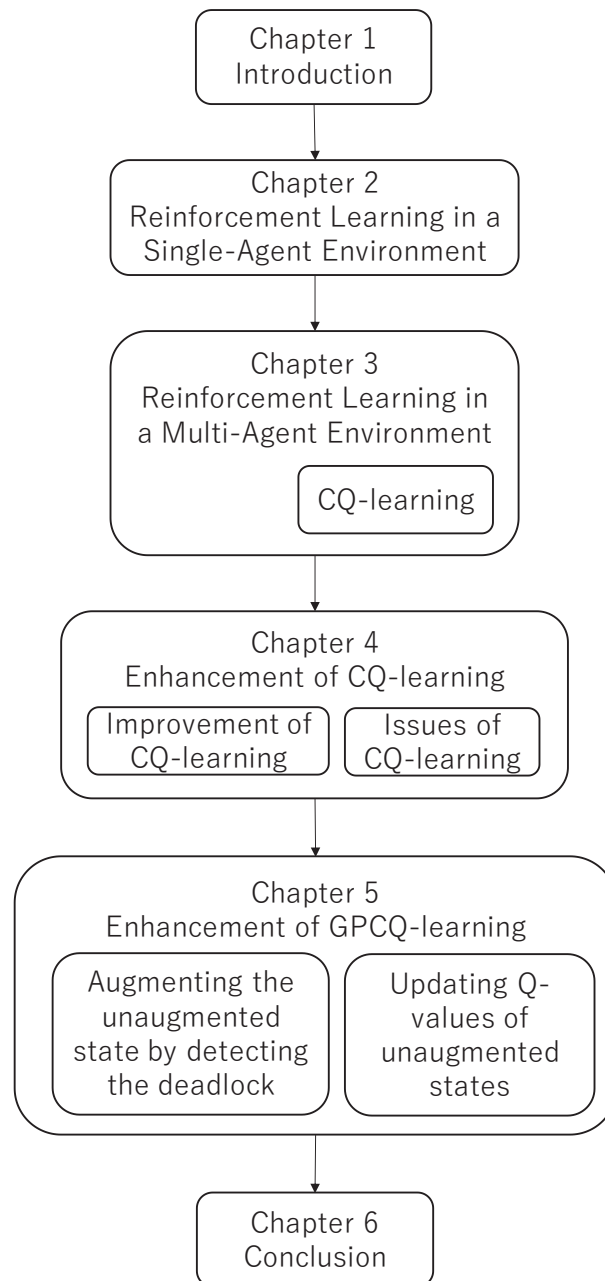 Chapter 1
Introduction
Chapter 2
Reinforcement Learning in a
Single-Agent Environment
Chapter 3
Reinforcement Learning in
a Multi-Agent Environment
CQ-learning
Chapter 4
Enhancement of CQ-learning
Improvement of
CQ-learning
Issues of
CQ-learning
Chapter 5
Enhancement of GPCQ-learning
Augmenting the
unaugmented
state by detecting
the deadlock
Updating Q-
values of
unaugmented
states
Chapter 6
Conclusion